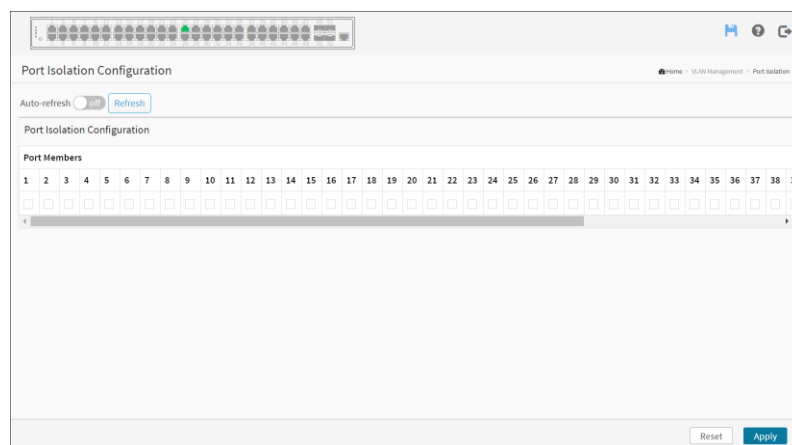 Port Isolation Configuration
Home > VLAN Management > Port Isolation
Auto-refresh off Refresh
Port Isolation Configuration
Port Members
1 2 3 4 5 6 7 8 9 10 11 12 13 14 15 16 17 18 19 20 21 22 23 24 25 26 27 28 29 30 31 32 33 34 35 36 37 38
Reset Apply